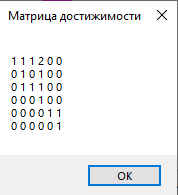 Матрица достижимости
1 1 1 2 0 0
0 1 0 1 0 0
0 1 1 1 0 0
0 0 0 1 0 0
0 0 0 0 1 1
0 0 0 0 0 1
ОК